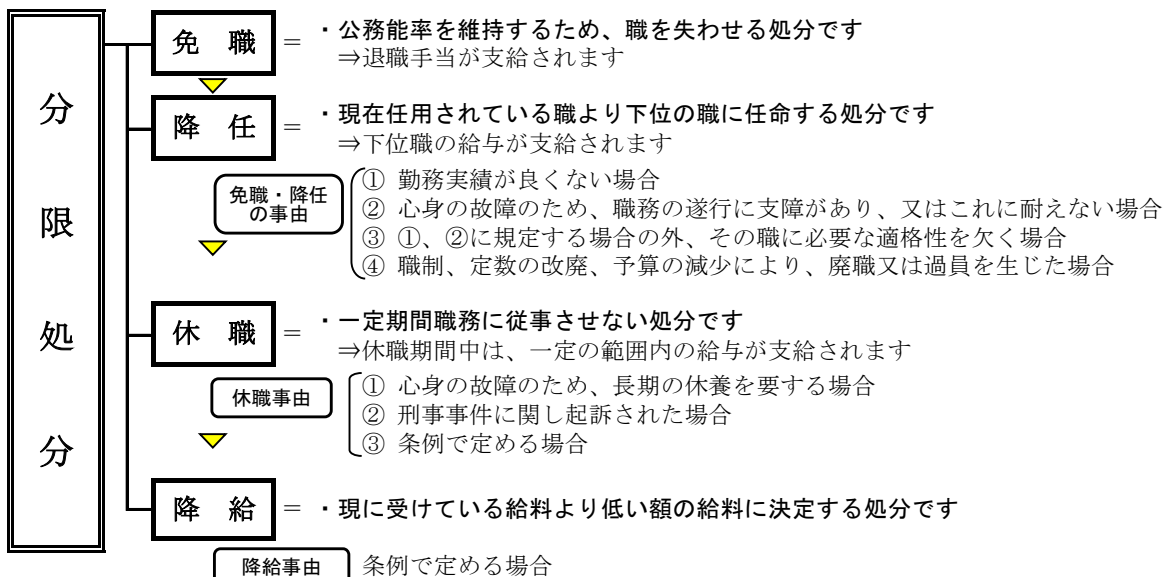 分限処分
免職 = ・公務能率を維持するため、職を失わせる処分です
⇒退職手当が支給されます
降任 = ・現在任用されている職より下位の職に任命する処分です
⇒下位職の給与が支給されます
免職・降任の事由
① 勤務実績が良くない場合
② 心身の故障のため、職務の遂行に支障があり、又はこれに耐えない場合
③ ①、②に規定する場合の外、その職に必要な適格性を欠く場合
④ 職制、定数の改廃、予算の減少により、廃職又は過員を生じた場合
休職 = ・一定期間職務に従事させない処分です
⇒休職期間中は、一定の範囲内の給与が支給されます
休職事由
① 心身の故障のため、長期の休養を要する場合
② 刑事事件に関し起訴された場合
③ 条例で定める場合
降給 = ・現に受けている給料より低い額の給料に決定する処分です
降給事由 条例で定める場合